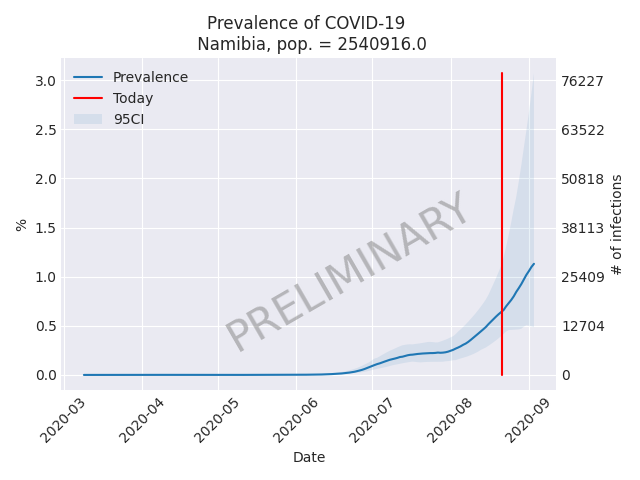 Prevalence of COVID-19
Namibia, pop. = 2540916.0
Prevalence
Today
95CI
3.0
2.5
2.0
1.5
1.0
0.5
0.0
%
76227
63522
50818
38113
25409
12704
0
# of infections
PRELIMINARY
2020-03
2020-04
2020-05
2020-06
2020-07
2020-08
2020-09
Date